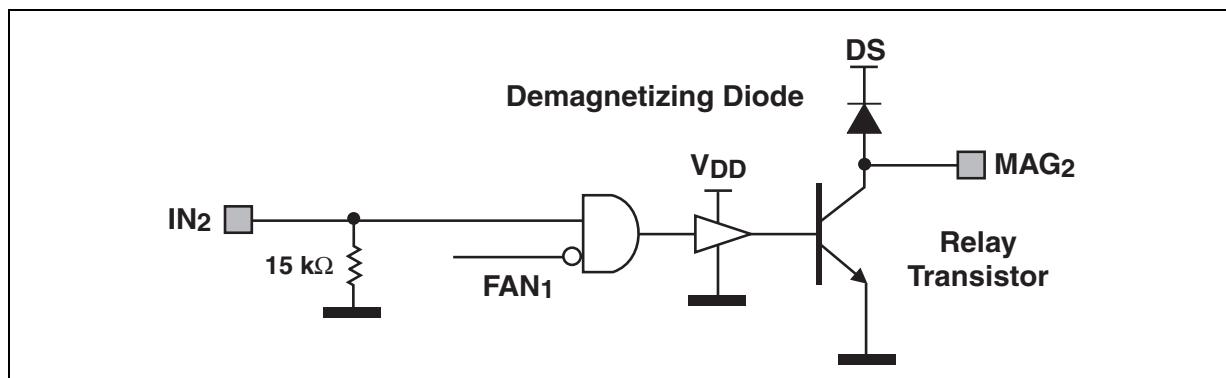 DS
Demagnetizing Diode
VDD
MAG2
IN2
15 kΩ
FAN1
Relay
Transistor